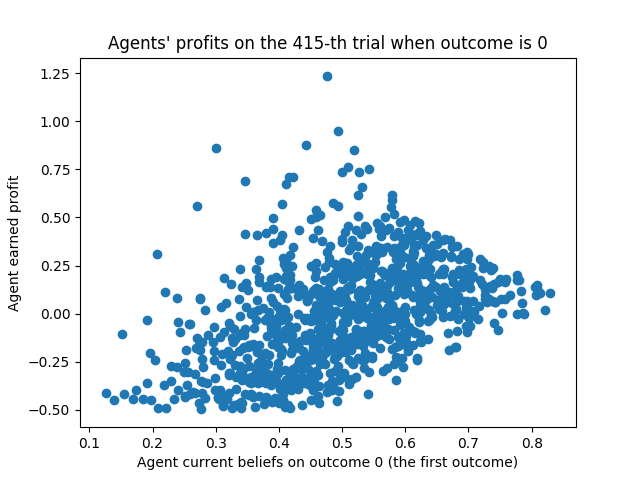 Agents' profits on the 415-th trial when outcome is 0
1.25
1.00
0.75
0.50
0.25
0.00
−0.25
−0.50
Agent earned profit
0.1 0.2 0.3 0.4 0.5 0.6 0.7 0.8
Agent current beliefs on outcome 0 (the first outcome)